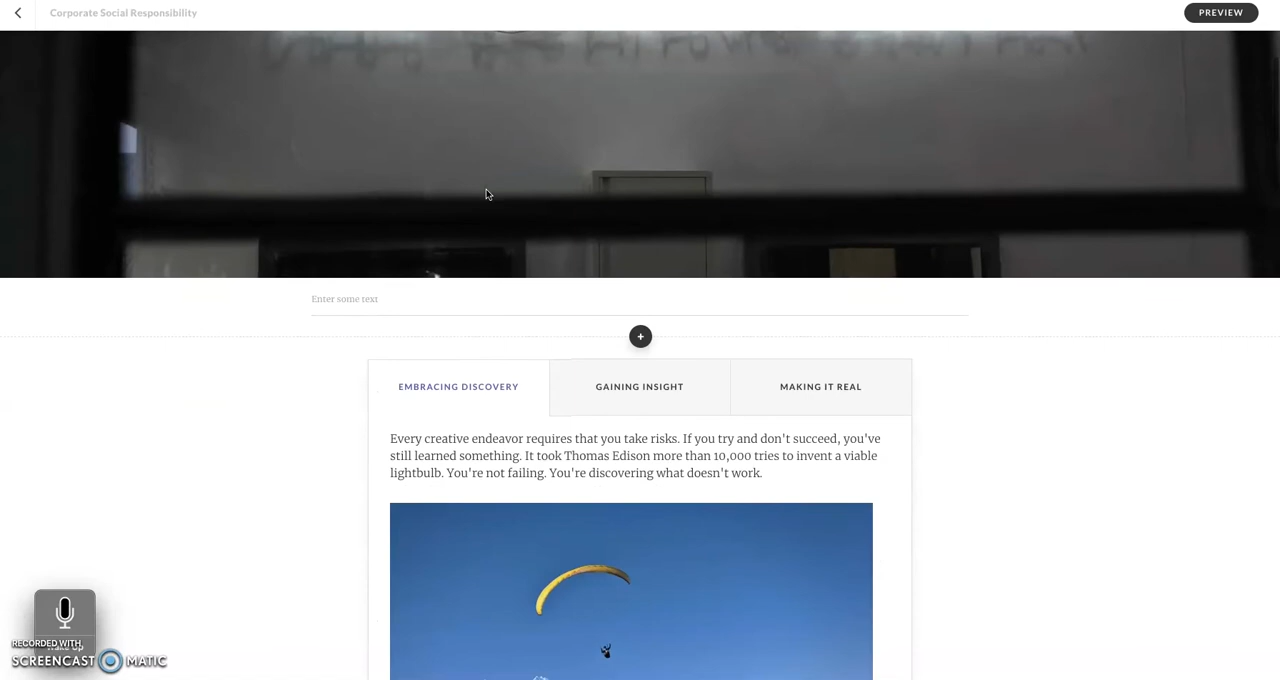 Corporate Social Responsibility
PREVIEW
Enter some text
EMBRACING DISCOVERY
GAINING INSIGHT
MAKING IT REAL
Every creative endeavor requires that you take risks. If you try and don't succeed, you've
still learned something. It took Thomas Edison more than 10,000 tries to invent a viable
lightbulb. You're not failing. You're discovering what doesn't work.
RECORDED WITH
SCREENCAST MATIC